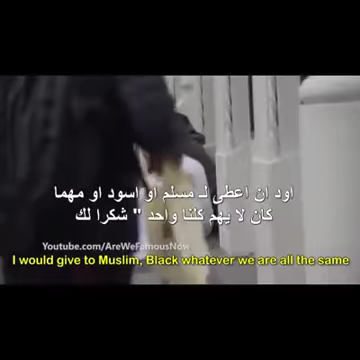 اود ان اعطى لـ مسلم او اسود او مهما
كان لا يهم كلنا واحد " شكرا لك
Youtube.com/AreWeFamousNow
I would give to Muslim, Black whatever we are all the same